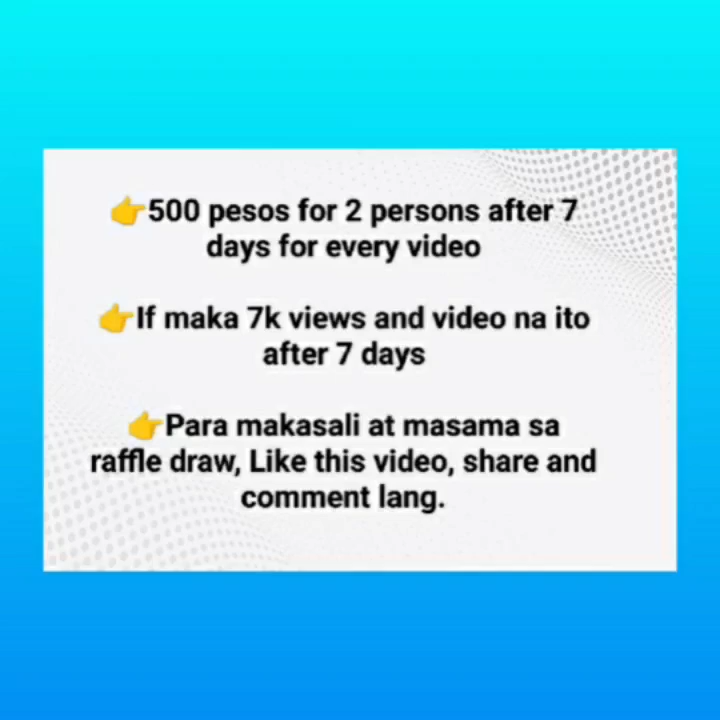 👉500 pesos for 2 persons after 7
days for every video
👉If maka 7k views and video na ito
after 7 days
👉Para makasali at masama sa
raffle draw, Like this video, share and
comment lang.